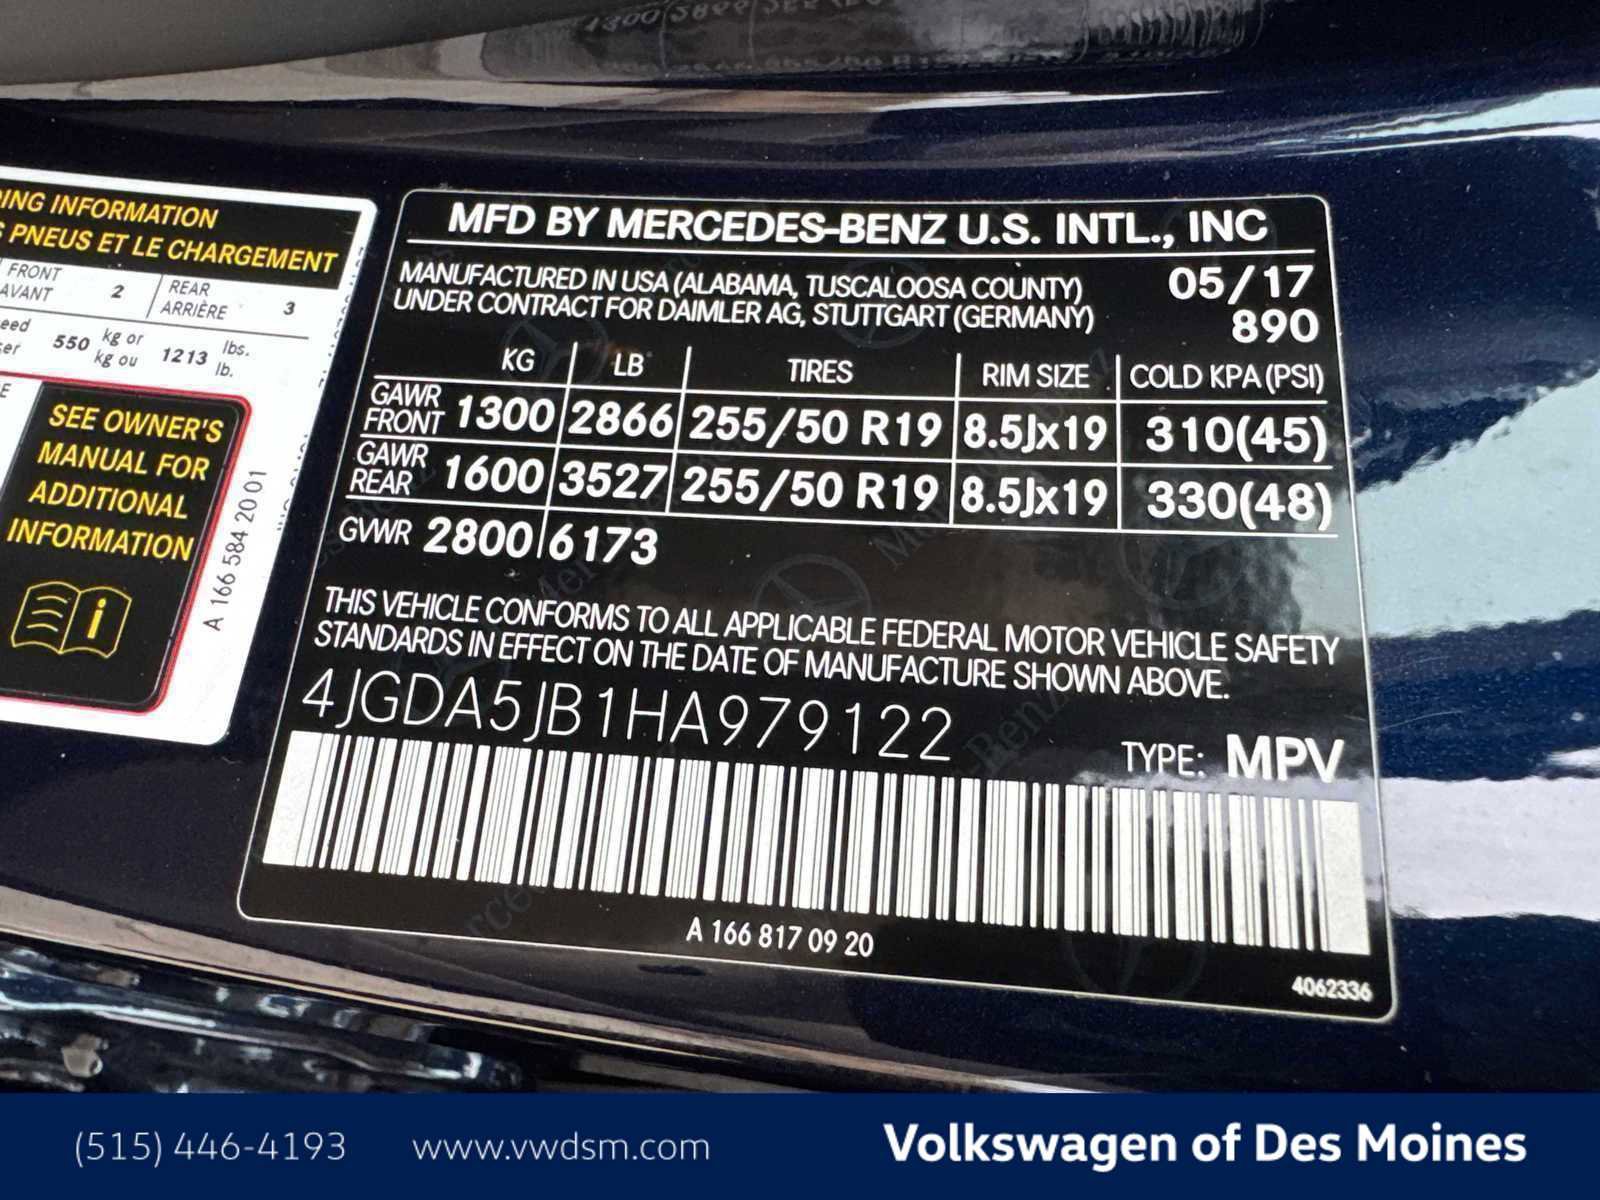 ING INFORMATION
PNEUS ET LE CHARGEMENT
FRONT
AVANT
2
REAR
ARRIÈRE
3
550 kg or
kg ou
1213 lbs.
lb.
SEE OWNER'S
MANUAL FOR
ADDITIONAL
INFORMATION
A 166 584 20 01
MFD BY MERCEDES-BENZ U.S. INTL., INC
MANUFACTURED IN USA (ALABAMA, TUSCALOOSA COUNTY) 05/17
UNDER CONTRACT FOR DAIMLER AG, STUTTGART (GERMANY) 890
KG LB TIRES RIM SIZE COLD KPA (PSI)
GAWR FRONT 1300 2866 255/50 R19 8.5Jx19 310(45)
GAWR REAR 1600 3527 255/50 R19 8.5Jx19 330(48)
GVWR 2800 6173
THIS VEHICLE CONFORMS TO ALL APPLICABLE FEDERAL MOTOR VEHICLE SAFETY
STANDARDS IN EFFECT ON THE DATE OF MANUFACTURE SHOWN ABOVE.
4JGDA5JB1HA979122
TYPE: MPV
A 166 817 09 20
4062336
(515) 446-4193 www.vwdsm.com Volkswagen of Des Moines